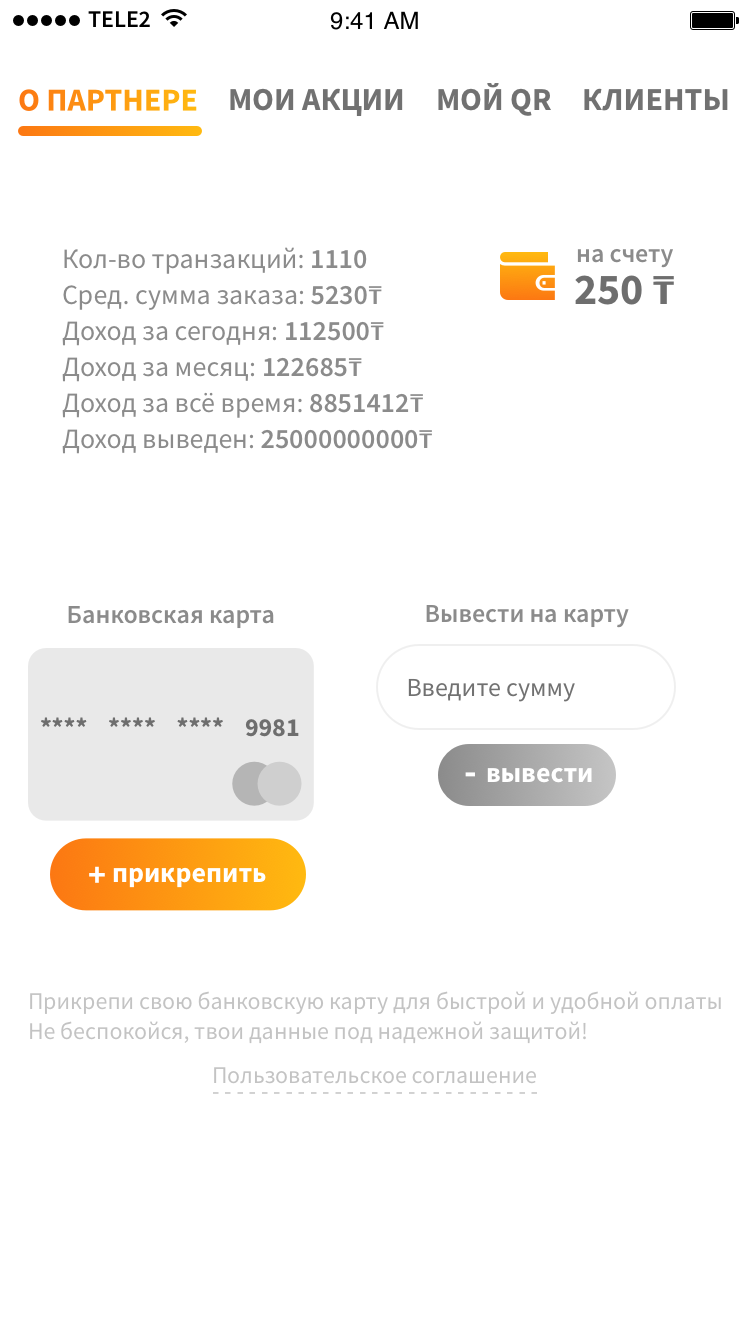 TELE2 9:41 AM
О ПАРТНЕРЕ МОИ АКЦИИ МОЙ QR КЛИЕНТЫ
Кол-во транзакций: 1110
Сред. сумма заказа: 5230₸
Доход за сегодня: 112500₸
Доход за месяц: 122685₸
Доход за всё время: 8851412₸
Доход выведен: 25000000000₸
на счету
250 ₸
Банковская карта
**** **** **** 9981
+ прикрепить
Вывести на карту
Введите сумму
- вывести
Прикрепи свою банковскую карту для быстрой и удобной оплаты
Не беспокойся, твои данные под надежной защитой!
Пользовательское соглашение